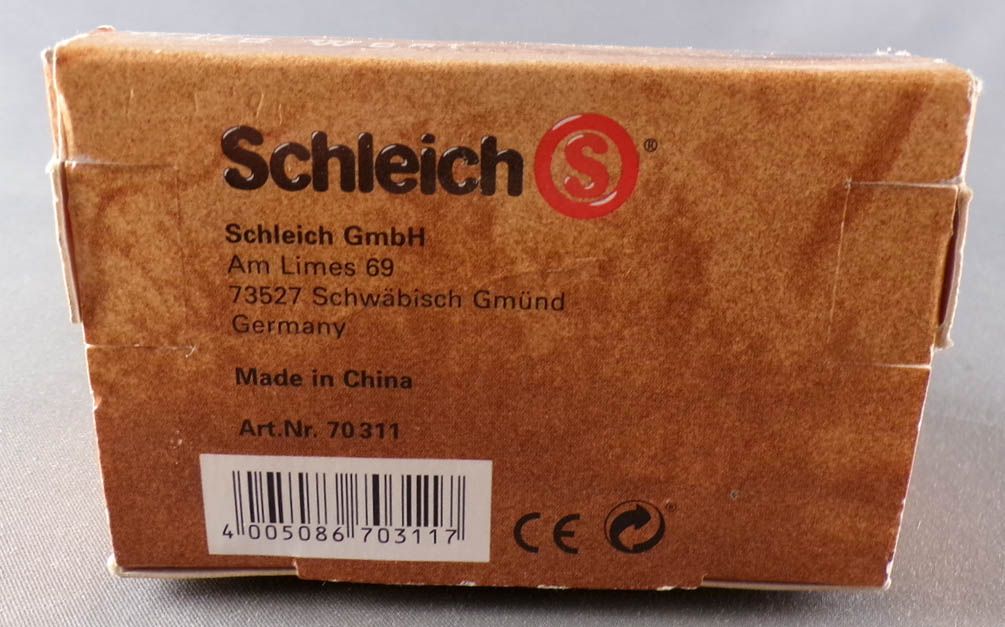 Schleich S ®
Schleich GmbH
Am Limes 69
73527 Schwäbisch Gmünd
Germany
Made in China
Art.Nr. 70311
4 005086 703117
CE ®